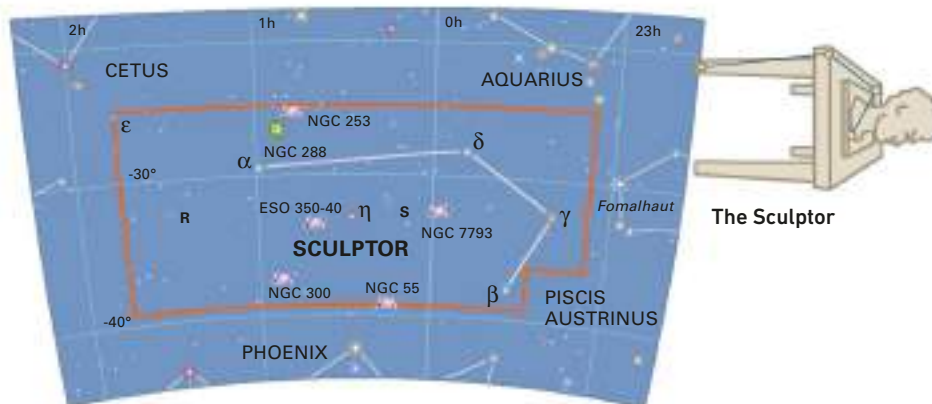 2h
1h
0h
23h
CETUS
AQUARIUS
ε
NGC 253
NGC 288
δ
α
-30°
R
ESO 350-40
η
S
γ
Fomalhaut
NGC 7793
The Sculptor
SCULPTOR
NGC 300
NGC 55
β
PISCIS
AUSTRINUS
-40°
PHOENIX